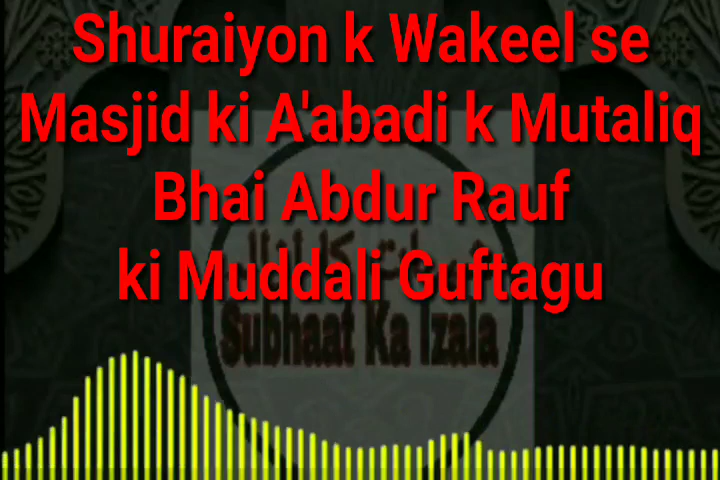 Shuraiyon k Wakeel se
Masjid ki A'abadi k Mutaliq
Bhai Abdur Rauf
ki Muddali Guftagu
Subhaat Ka Izala